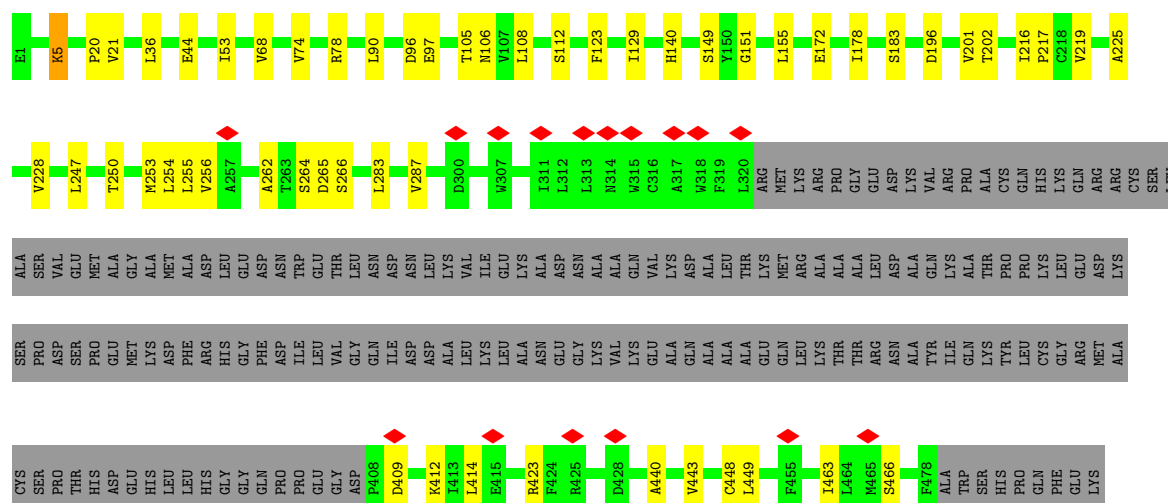 E1 K5 P20 V21 L36 E44 I53 V68 V74 R78 L90 D96 E97 T105 N106 V107 L108 S112 F123 I129 H140 S149 Y150 G151 L155 E172 I178 S183 D196 V201 T202 I216 P217 C218 V219 A225
V228 L247 T250 M253 L254 L255 V256 A257 A262 T263 S264 D265 S266 L283 V287 D300 W307 I311 L312 L313 N314 W315 C316 A317 W318 F319 L320 ARG MET LYS ARG PRO GLY GLU ASP LYS VAL ARG PRO ALA CYS GLN HIS LYS GLN ARG ARG CYS SER
ALA SER VAL GLU MET ALA GLY ALA MET ALA ASP LEU GLU ASP ASN TRP GLU THR LEU ASN ASP ASN LEU LYS VAL ILE GLU LYS ALA ASP ASN ALA ALA GLN VAL LYS ASP ALA LEU THR LYS MET ARG ALA ALA ALA LEU ASP ALA GLN LYS ALA THR PRO PRO LYS LEU GLU ASP LYS
SER PRO ASP SER PRO GLU MET LYS ASP PHE ARG HIS GLY PHE ASP ILE LEU VAL GLY GLN ILE ASP ASP ALA LEU LYS LEU ALA ASN GLU GLY LYS VAL LYS GLU ALA GLN ALA ALA ALA GLU GLN LEU LYS THR THR ARG ASN ALA TYR ILE GLN LYS TYR LEU CYS GLY ARG MET ALA
CYS SER PRO THR HIS ASP GLU HIS LEU LEU HIS GLY GLY GLN PRO PRO GLU GLY ASP P408 D409 K412 I413 L414 E415 R423 F424 R425 D428 A440 V443 C448 L449 F455 I463 L464 M465 S466 F478 ALA TRP SER HIS PRO GLN PHE GLU LYS